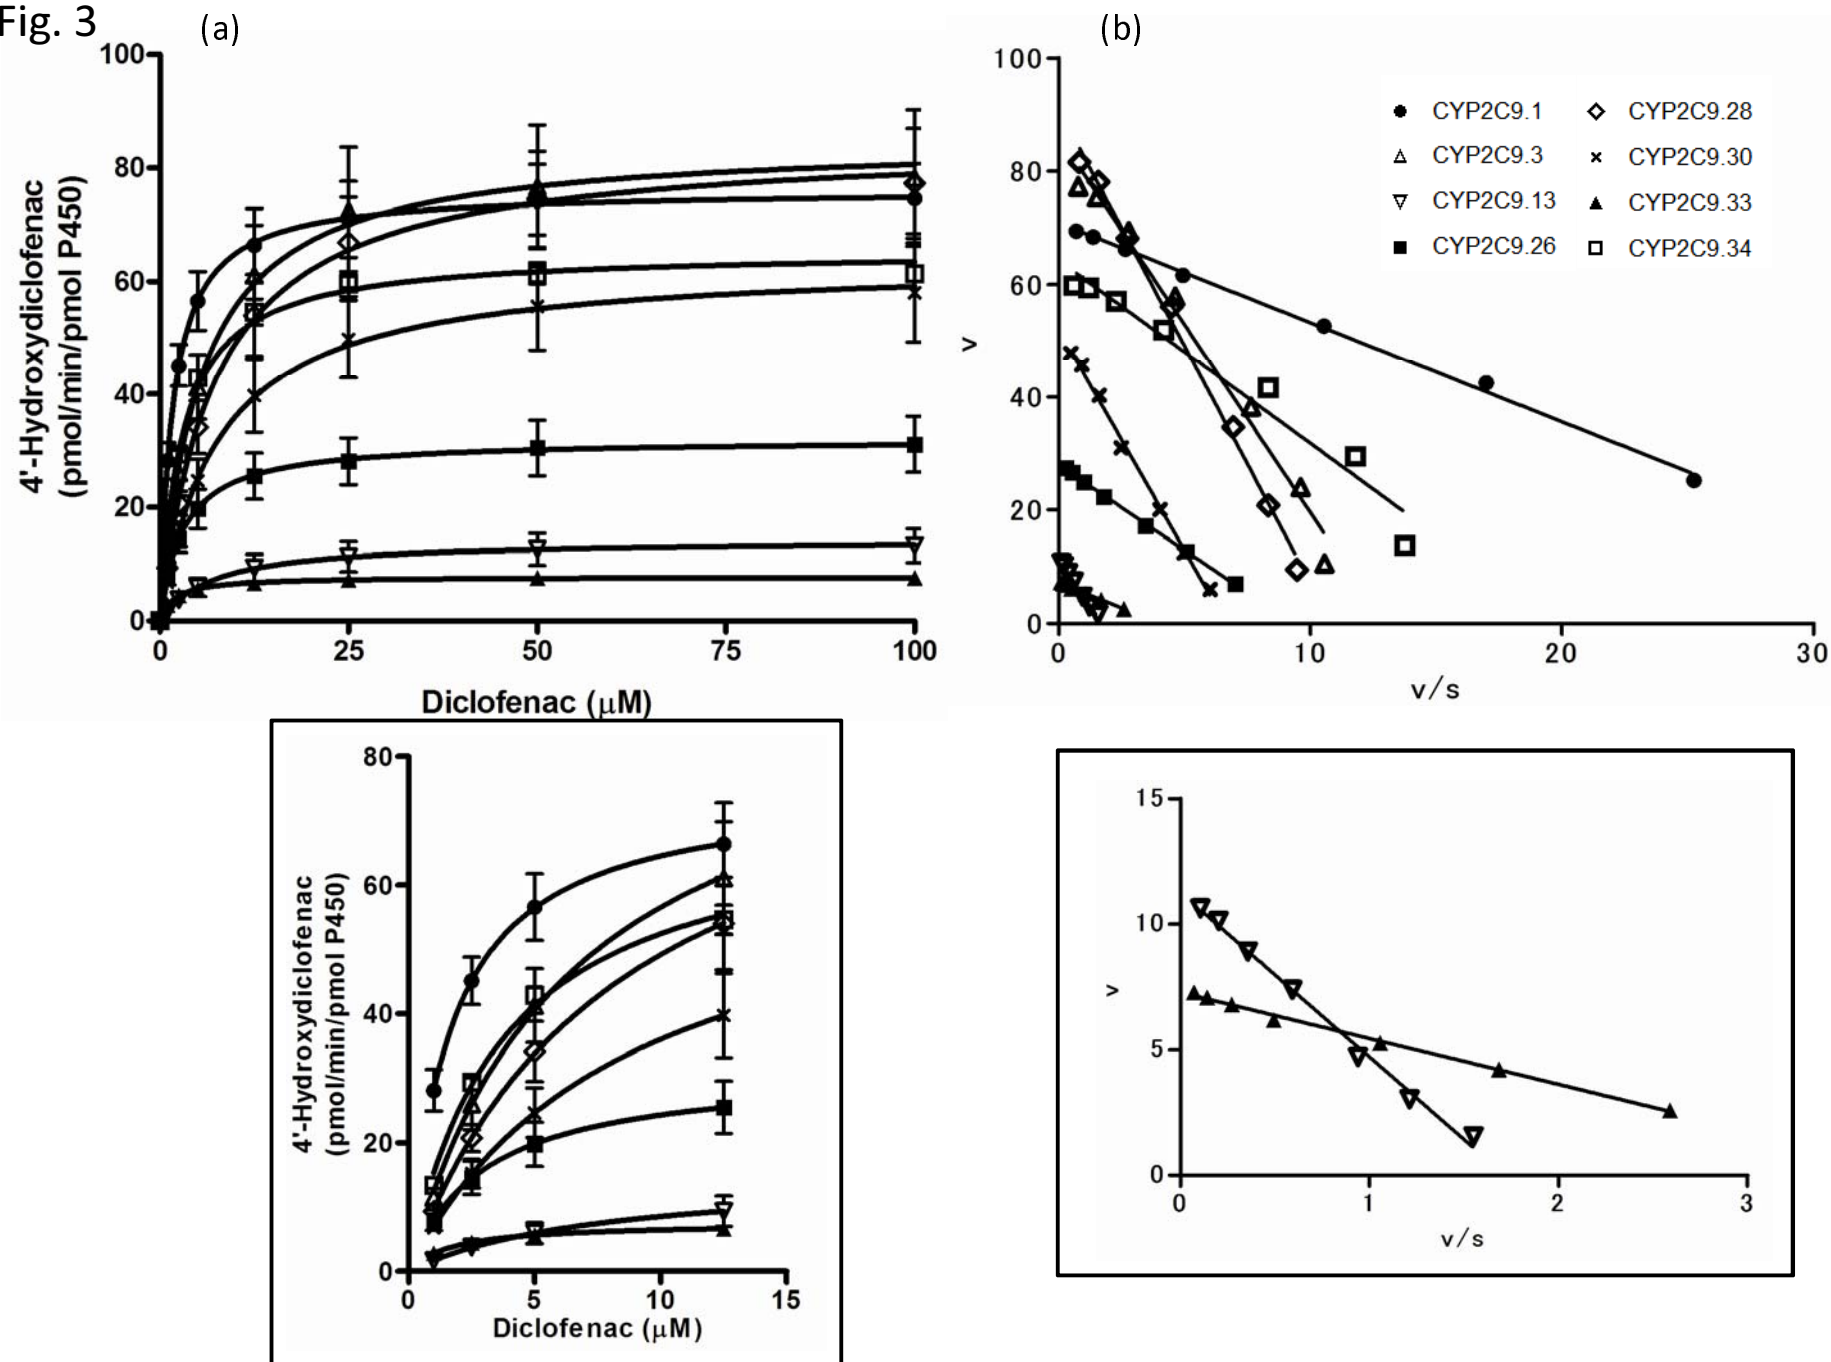 Fig. 3
(a)
100
80
60
40
20
0
4'-Hydroxydiclofenac
(pmol/min/pmol P450)
0 25 50 75 100
Diclofenac (μM)
(b)
100
80
60
40
20
0
v
0 10 20 30
v/s
CYP2C9.1 CYP2C9.28
CYP2C9.3 CYP2C9.30
CYP2C9.13 CYP2C9.33
CYP2C9.26 CYP2C9.34
80
60
40
20
0
4'-Hydroxydiclofenac
(pmol/min/pmol P450)
0 5 10 15
Diclofenac (μM)
15
10
5
0
v
0 1 2 3
v/s